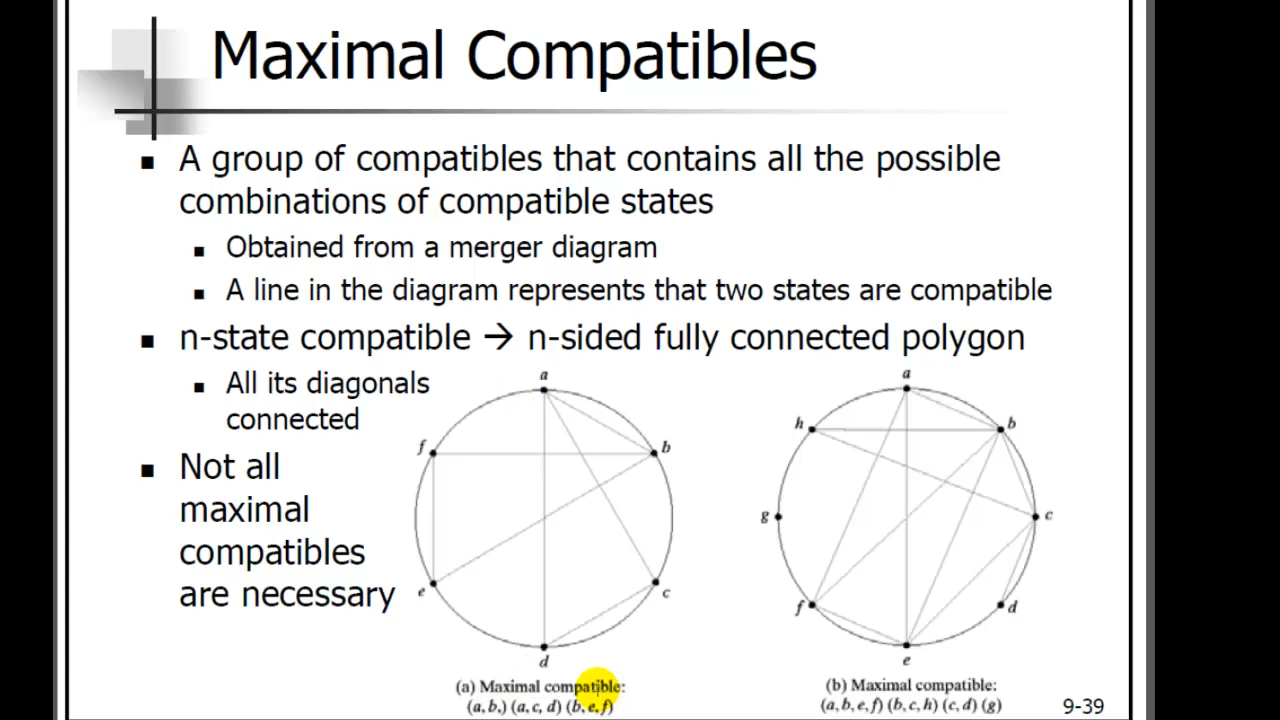 Maximal Compatibles
■ A group of compatibles that contains all the possible
combinations of compatible states
■ Obtained from a merger diagram
■ A line in the diagram represents that two states are compatible
■ n-state compatible → n-sided fully connected polygon
■ All its diagonals
connected
■ Not all
maximal
compatibles
are necessary
a
f
b
e
c
d
(a) Maximal compatible:
(a, b,) (a, c, d) (b, e, f)
a
h
b
g
c
f
d
e
(b) Maximal compatible:
(a, b, e, f) (b, c, h) (c, d) (g)
9-39